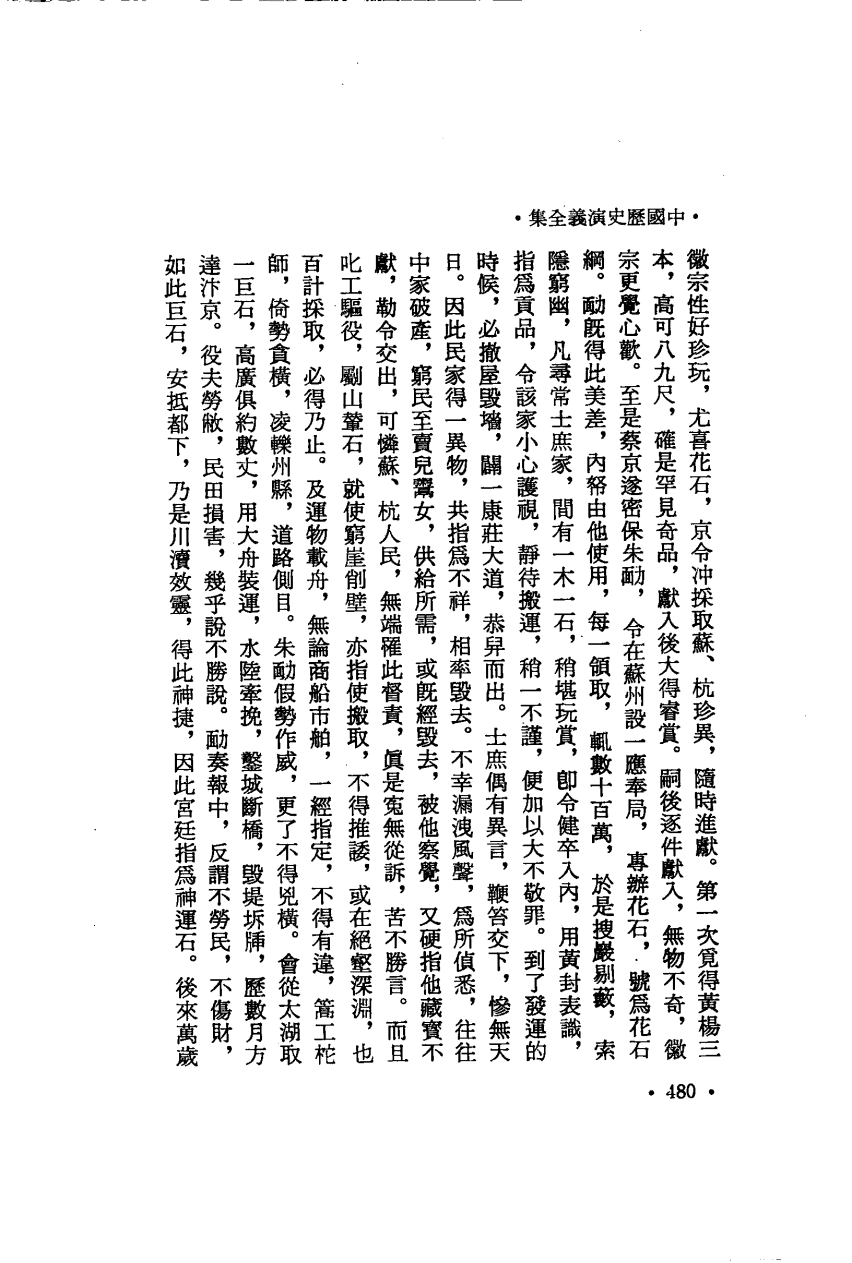 ·中國歷史演義全集·
徽宗性好珍玩，尤喜花石，京令冲採取蘇、杭珍異，隨時進獻。第一次覓得黃楊三
本，高可八九尺，確是罕見奇品，獻入後大得睿賞。嗣後逐件獻入，無物不奇，徽
宗更覺心歡。至是蔡京遂密保朱勔，令在蘇州設一應奉局，專辦花石，號爲花石
綱。勔旣得此美差，內帑由他使用，每一領取，輒數十百萬，於是搜巖剔藪，索
隱窮幽，凡尋常士庶家，間有一木一石，稍堪玩賞，卽令健卒入內，用黃封表識，
指爲貢品，令該家小心護視，靜待搬運，稍一不謹，便加以大不敬罪。到了發運的
時候，必撤屋毀墻，闢一康莊大道，恭舁而出。士庶偶有異言，鞭笞交下，慘無天
日。因此民家得一異物，共指爲不祥，相率毀去。不幸漏洩風聲，爲所偵悉，往往
中家破產，窮民至賣兒鬻女，供給所需，或旣經毀去，被他察覺，又硬指他藏寶不
獻，勒令交出，可憐蘇、杭人民，無端罹此督責，眞是寃無從訴，苦不勝言。而且
叱工驅役，劚山輦石，就使窮崖削壁，亦指使搬取，不得推諉，或在絕壑深淵，也
百計採取，必得乃止。及運物載舟，無論商船市舶，一經指定，不得有違，篙工柁
師，倚勢貪橫，凌轢州縣，道路側目。朱勔假勢作威，更了不得兇橫。會從太湖取
一巨石，高廣俱約數丈，用大舟裝運，水陸牽挽，鑿城斷橋，毀堤坼牐，歷數月方
達汴京。役夫勞敝，民田損害，幾乎說不勝說。勔奏報中，反謂不勞民，不傷財，
如此巨石，安抵都下，乃是川瀆效靈，得此神捷，因此宮廷指爲神運石。後來萬歲
·480·